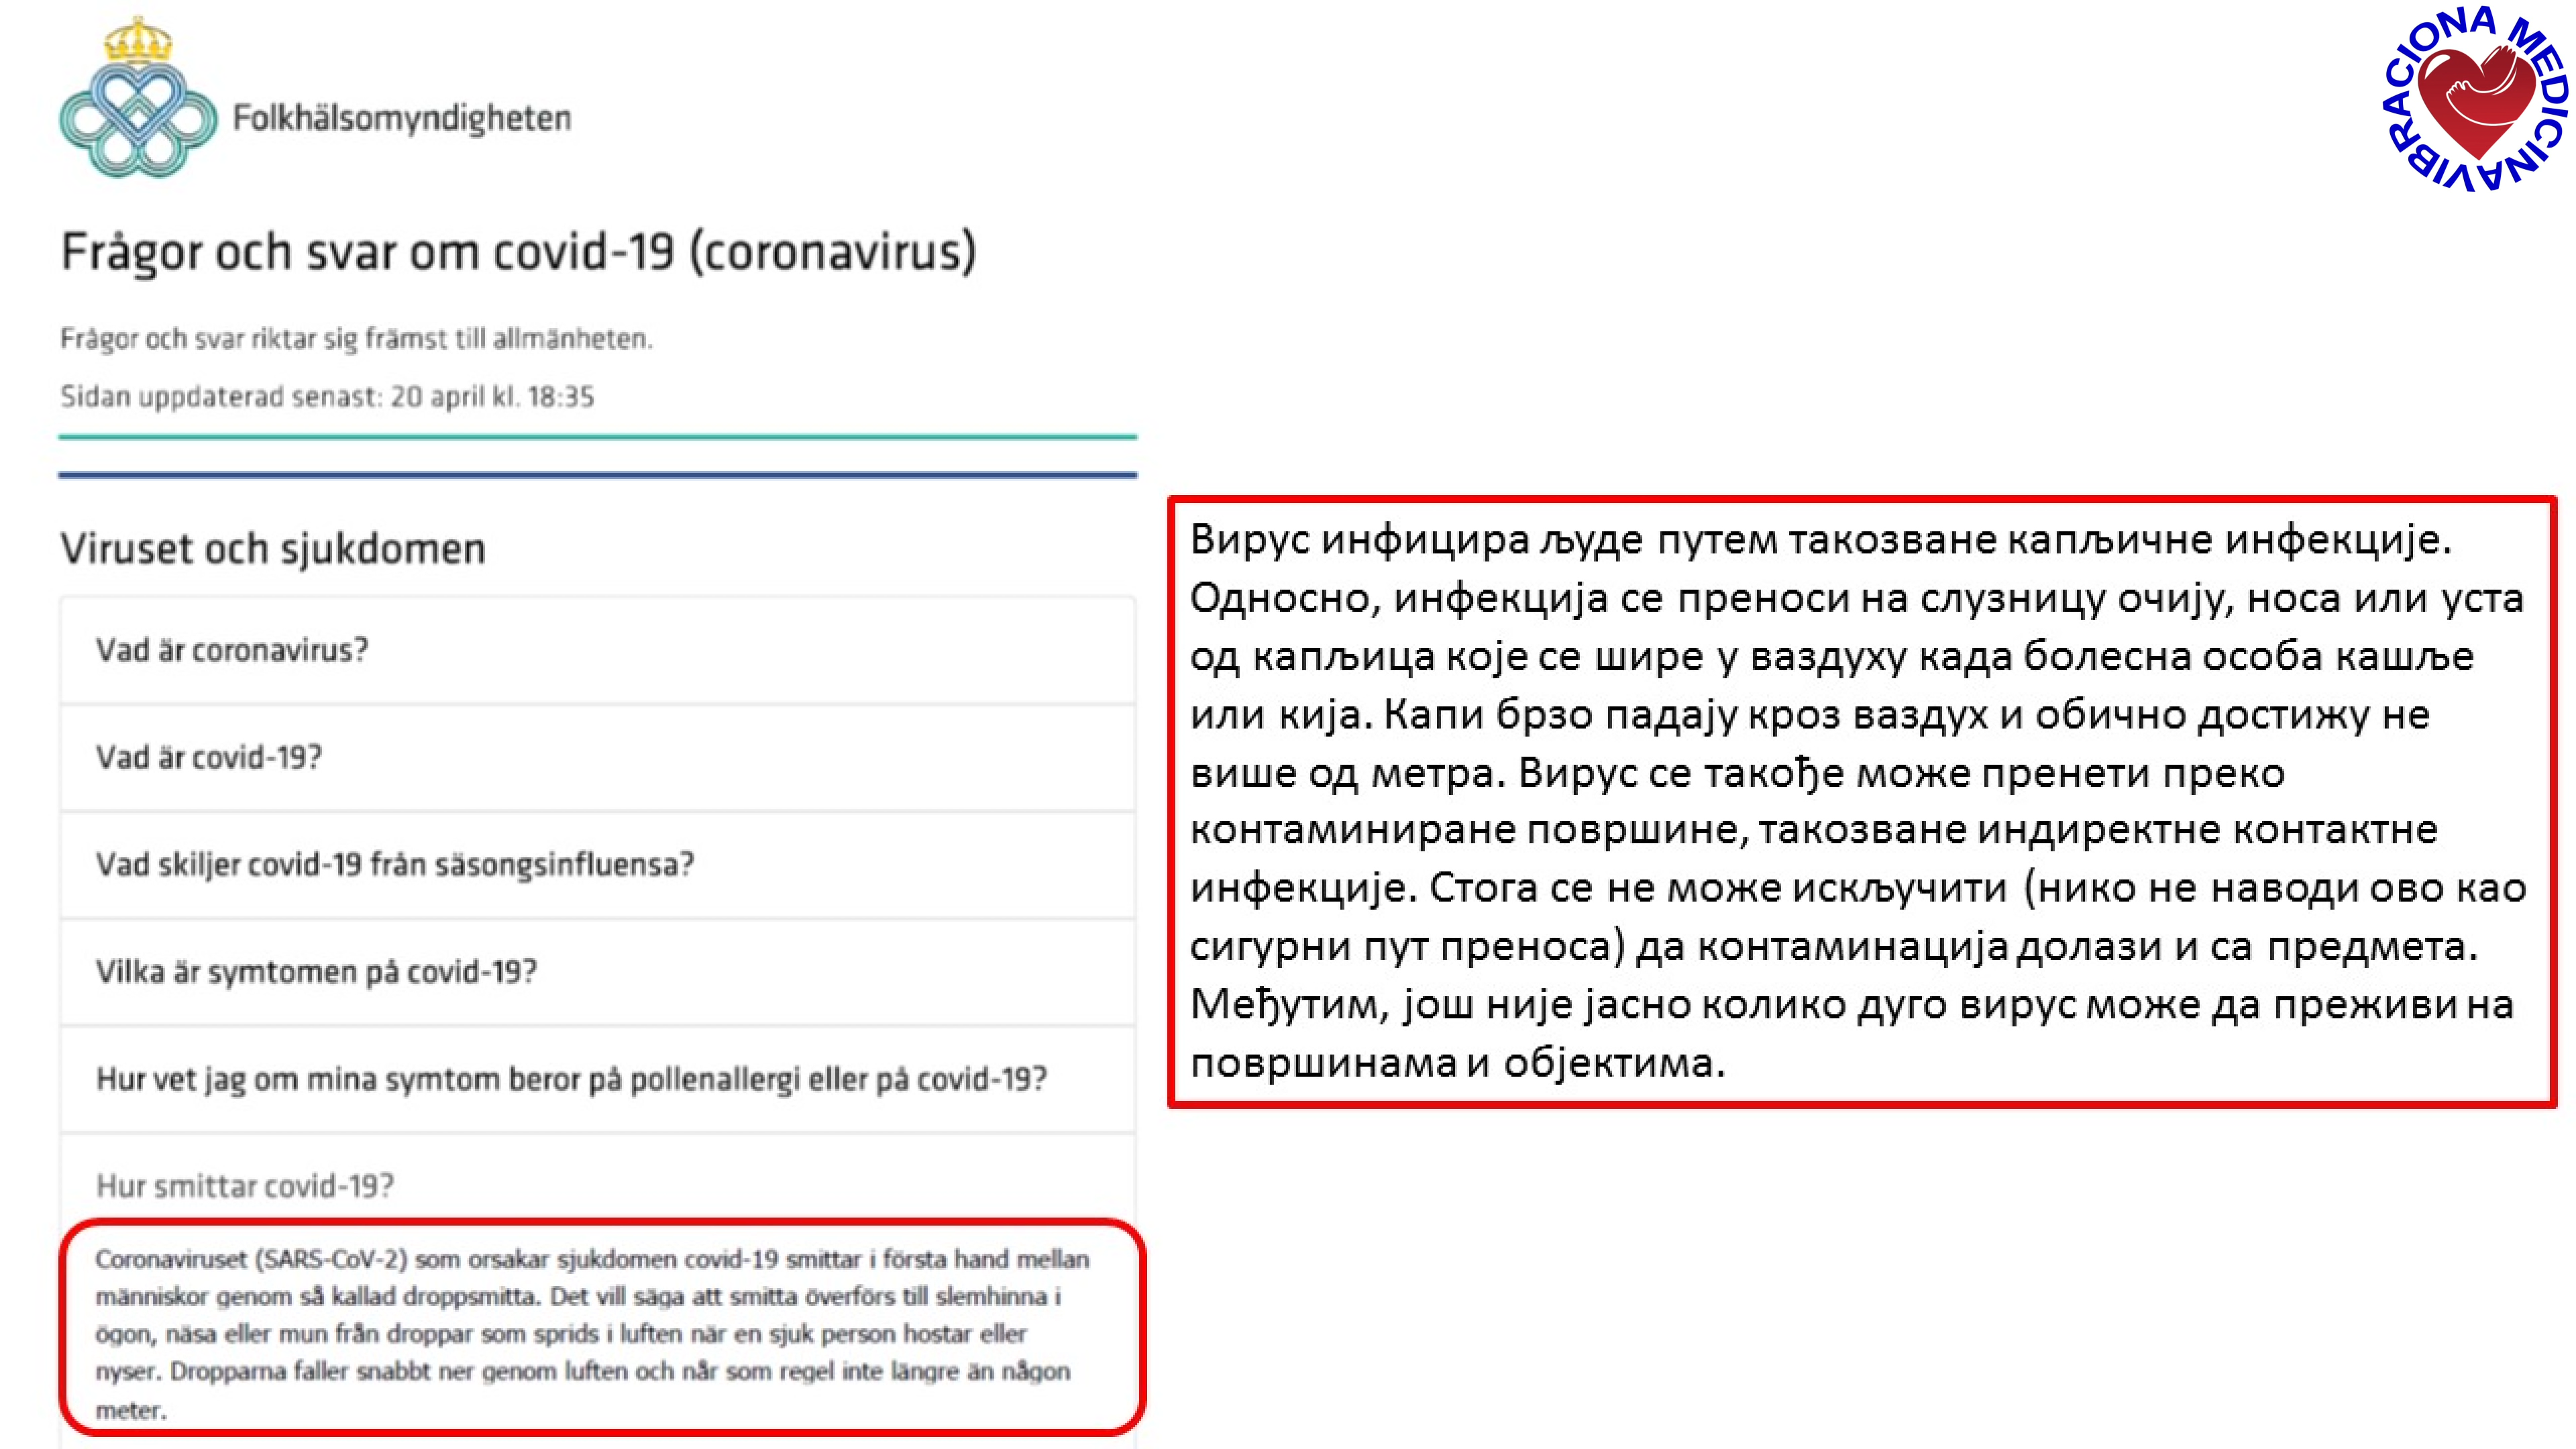 Folkhälsomyndigheten
VIBRACIONA MEDICINA
Frågor och svar om covid-19 (coronavirus)
Frågor och svar riktar sig främst till allmänheten.
Sidan uppdaterad senast: 20 april kl. 18:35
Viruset och sjukdomen
Vad är coronavirus?
Vad är covid-19?
Vad skiljer covid-19 från säsongsinfluensa?
Vilka är symtomen på covid-19?
Hur vet jag om mina symtom beror på pollenallergi eller på covid-19?
Hur smittar covid-19?
Coronaviruset (SARS-CoV-2) som orsakar sjukdomen covid-19 smittar i första hand mellan
människor genom så kallad droppsmitta. Det vill säga att smitta överförs till slemhinna i
ögon, näsa eller mun från droppar som sprids i luften när en sjuk person hostar eller
nyser. Dropparna faller snabbt ner genom luften och når som regel inte längre än någon
meter.
Вирус инфицира људе путем такозване капљичне инфекције.
Односно, инфекција се преноси на слузницу очију, носа или уста
од капљица које се шире у ваздуху када болесна особа кашље
или кија. Капи брзо падају кроз ваздух и обично достижу не
више од метра. Вирус се такође може пренети преко
контаминиране површине, такозване индиректне контактне
инфекције. Стога се не може искључити (нико не наводи ово као
сигурни пут преноса) да контаминација долази и са предмета.
Међутим, још није јасно колико дуго вирус може да преживи на
површинама и објектима.